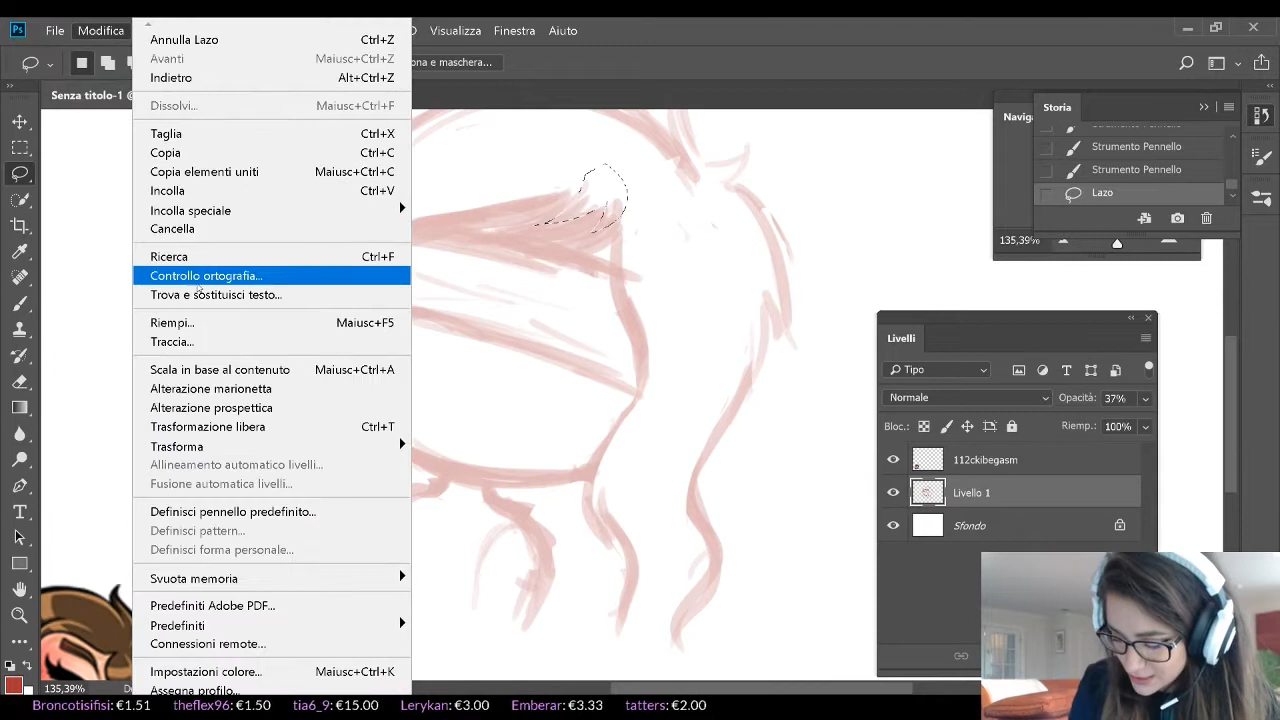 Ps File Modifica Visualizza Finestra Aiuto
ona e maschera...
Senza titolo-1 @
Annulla Lazo Ctrl+Z
Avanti Maiusc+Ctrl+Z
Indietro Alt+Ctrl+Z
Dissolvi... Maiusc+Ctrl+F
Taglia Ctrl+X
Copia Ctrl+C
Copia elementi uniti Maiusc+Ctrl+C
Incolla Ctrl+V
Incolla speciale
Cancella
Ricerca Ctrl+F
Controllo ortografia...
Trova e sostituisci testo...
Riempi... Maiusc+F5
Traccia...
Scala in base al contenuto Maiusc+Ctrl+A
Alterazione marionetta
Alterazione prospettica
Trasformazione libera Ctrl+T
Trasforma
Allineamento automatico livelli...
Fusione automatica livelli...
Definisci pennello predefinito...
Definisci pattern...
Definisci forma personale...
Svuota memoria
Predefiniti Adobe PDF...
Predefiniti
Connessioni remote...
Impostazioni colore... Maiusc+Ctrl+K
Assegna profilo...
Naviga
Storia
Strumento Pennello
Strumento Pennello
Strumento Pennello
Lazo
135,39%
Livelli
Tipo
Normale Opacità: 37%
Bloc.: Riemp.: 100%
112ckibegasm
Livello 1
Sfondo
135,39%
Broncotisifisi: €1.51 theflex96: €1.50 tia6_9: €15.00 Lerykan: €3.00 Emberar: €3.33 tatters: €2.00